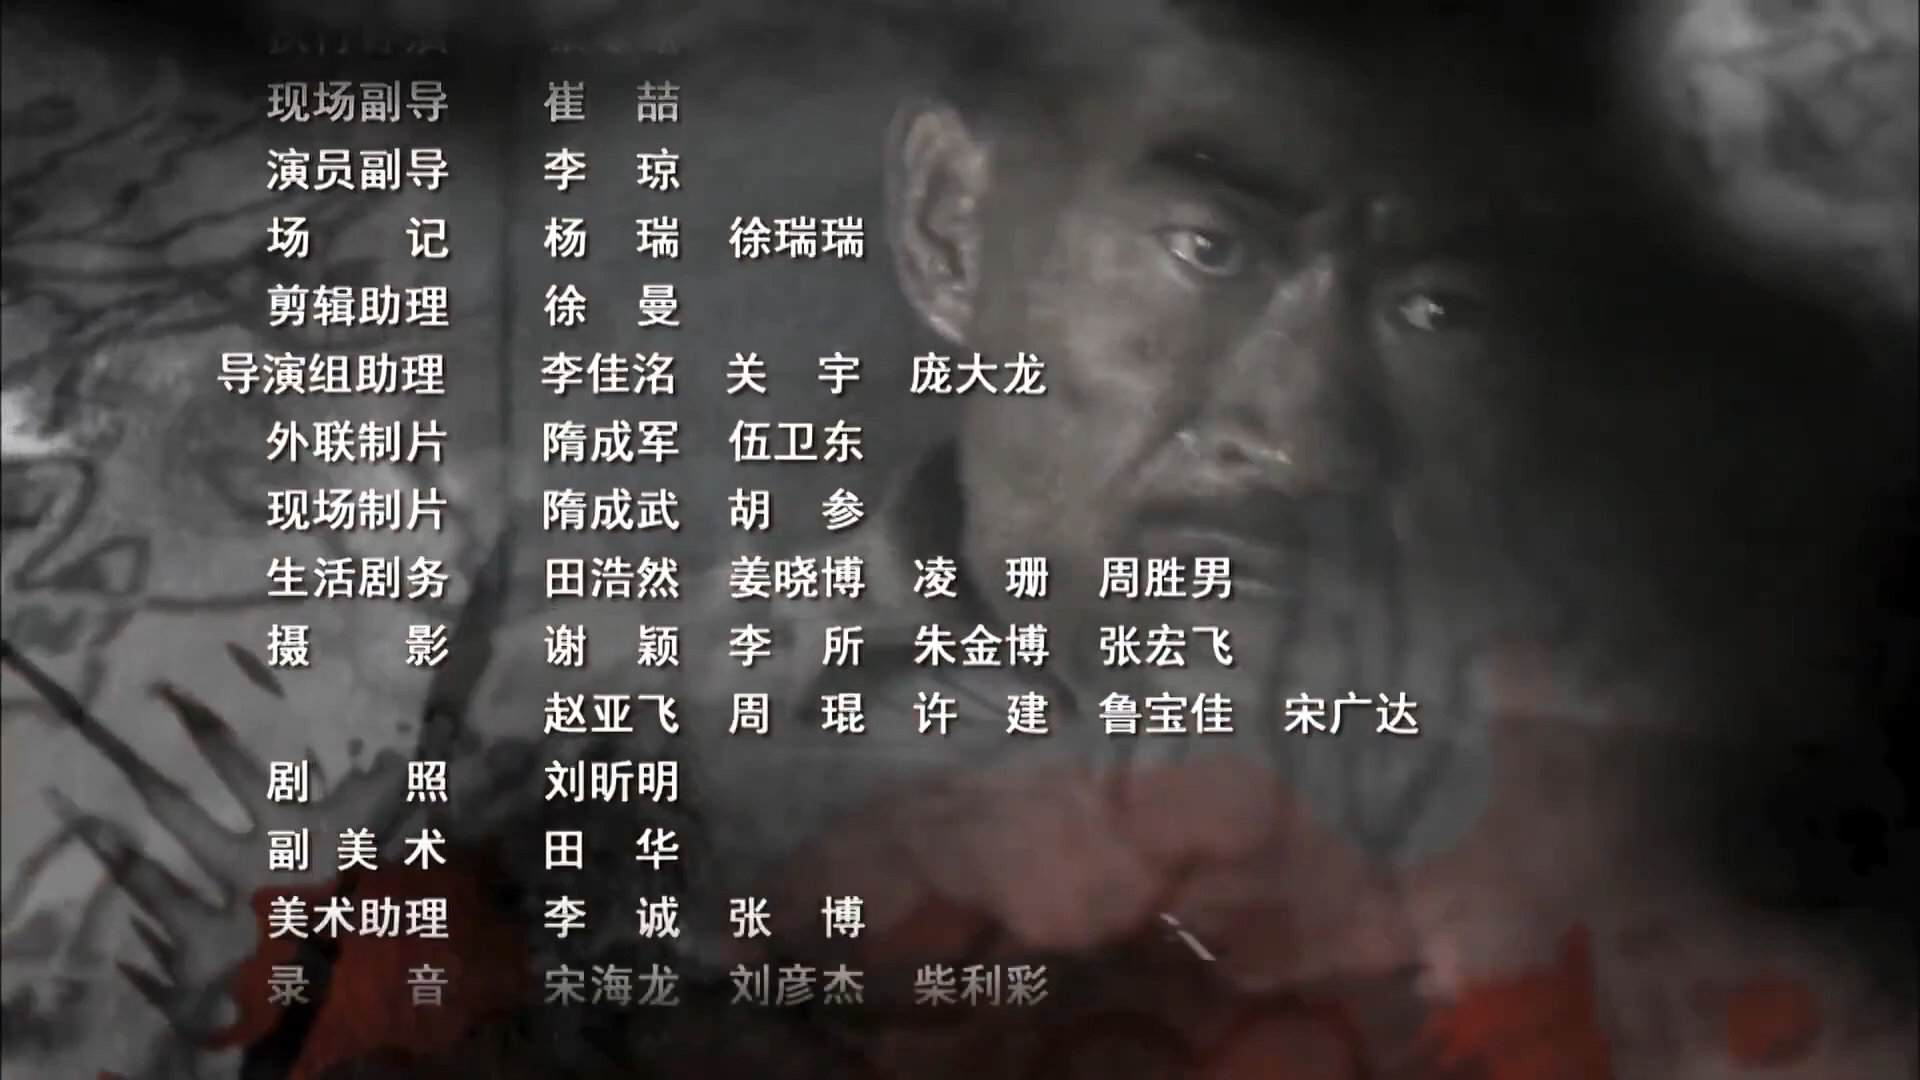 现场副导 崔喆
演员副导 李琼
场记 杨瑞 徐瑞瑞
剪辑助理 徐曼
导演组助理 李佳洺 关宇 庞大龙
外联制片 隋成军 伍卫东
现场制片 隋成武 胡参
生活剧务 田浩然 姜晓博 凌珊 周胜男
摄影 谢颖 李所 朱金博 张宏飞
赵亚飞 周琨 许建 鲁宝佳 宋广达
剧照 刘昕明
副美术 田华
美术助理 李诚 张博
录音 宋海龙 刘彦杰 柴利彩